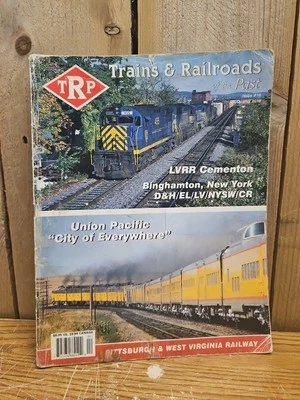 TRP
Trains & Railroads
of the Past
LVRR Cementon
Binghamton, New York
D&H/EL/LV/NYSW/CR
Union Pacific
"City of Everywhere"
PITTSBURGH & WEST VIRGINIA RAILWAY